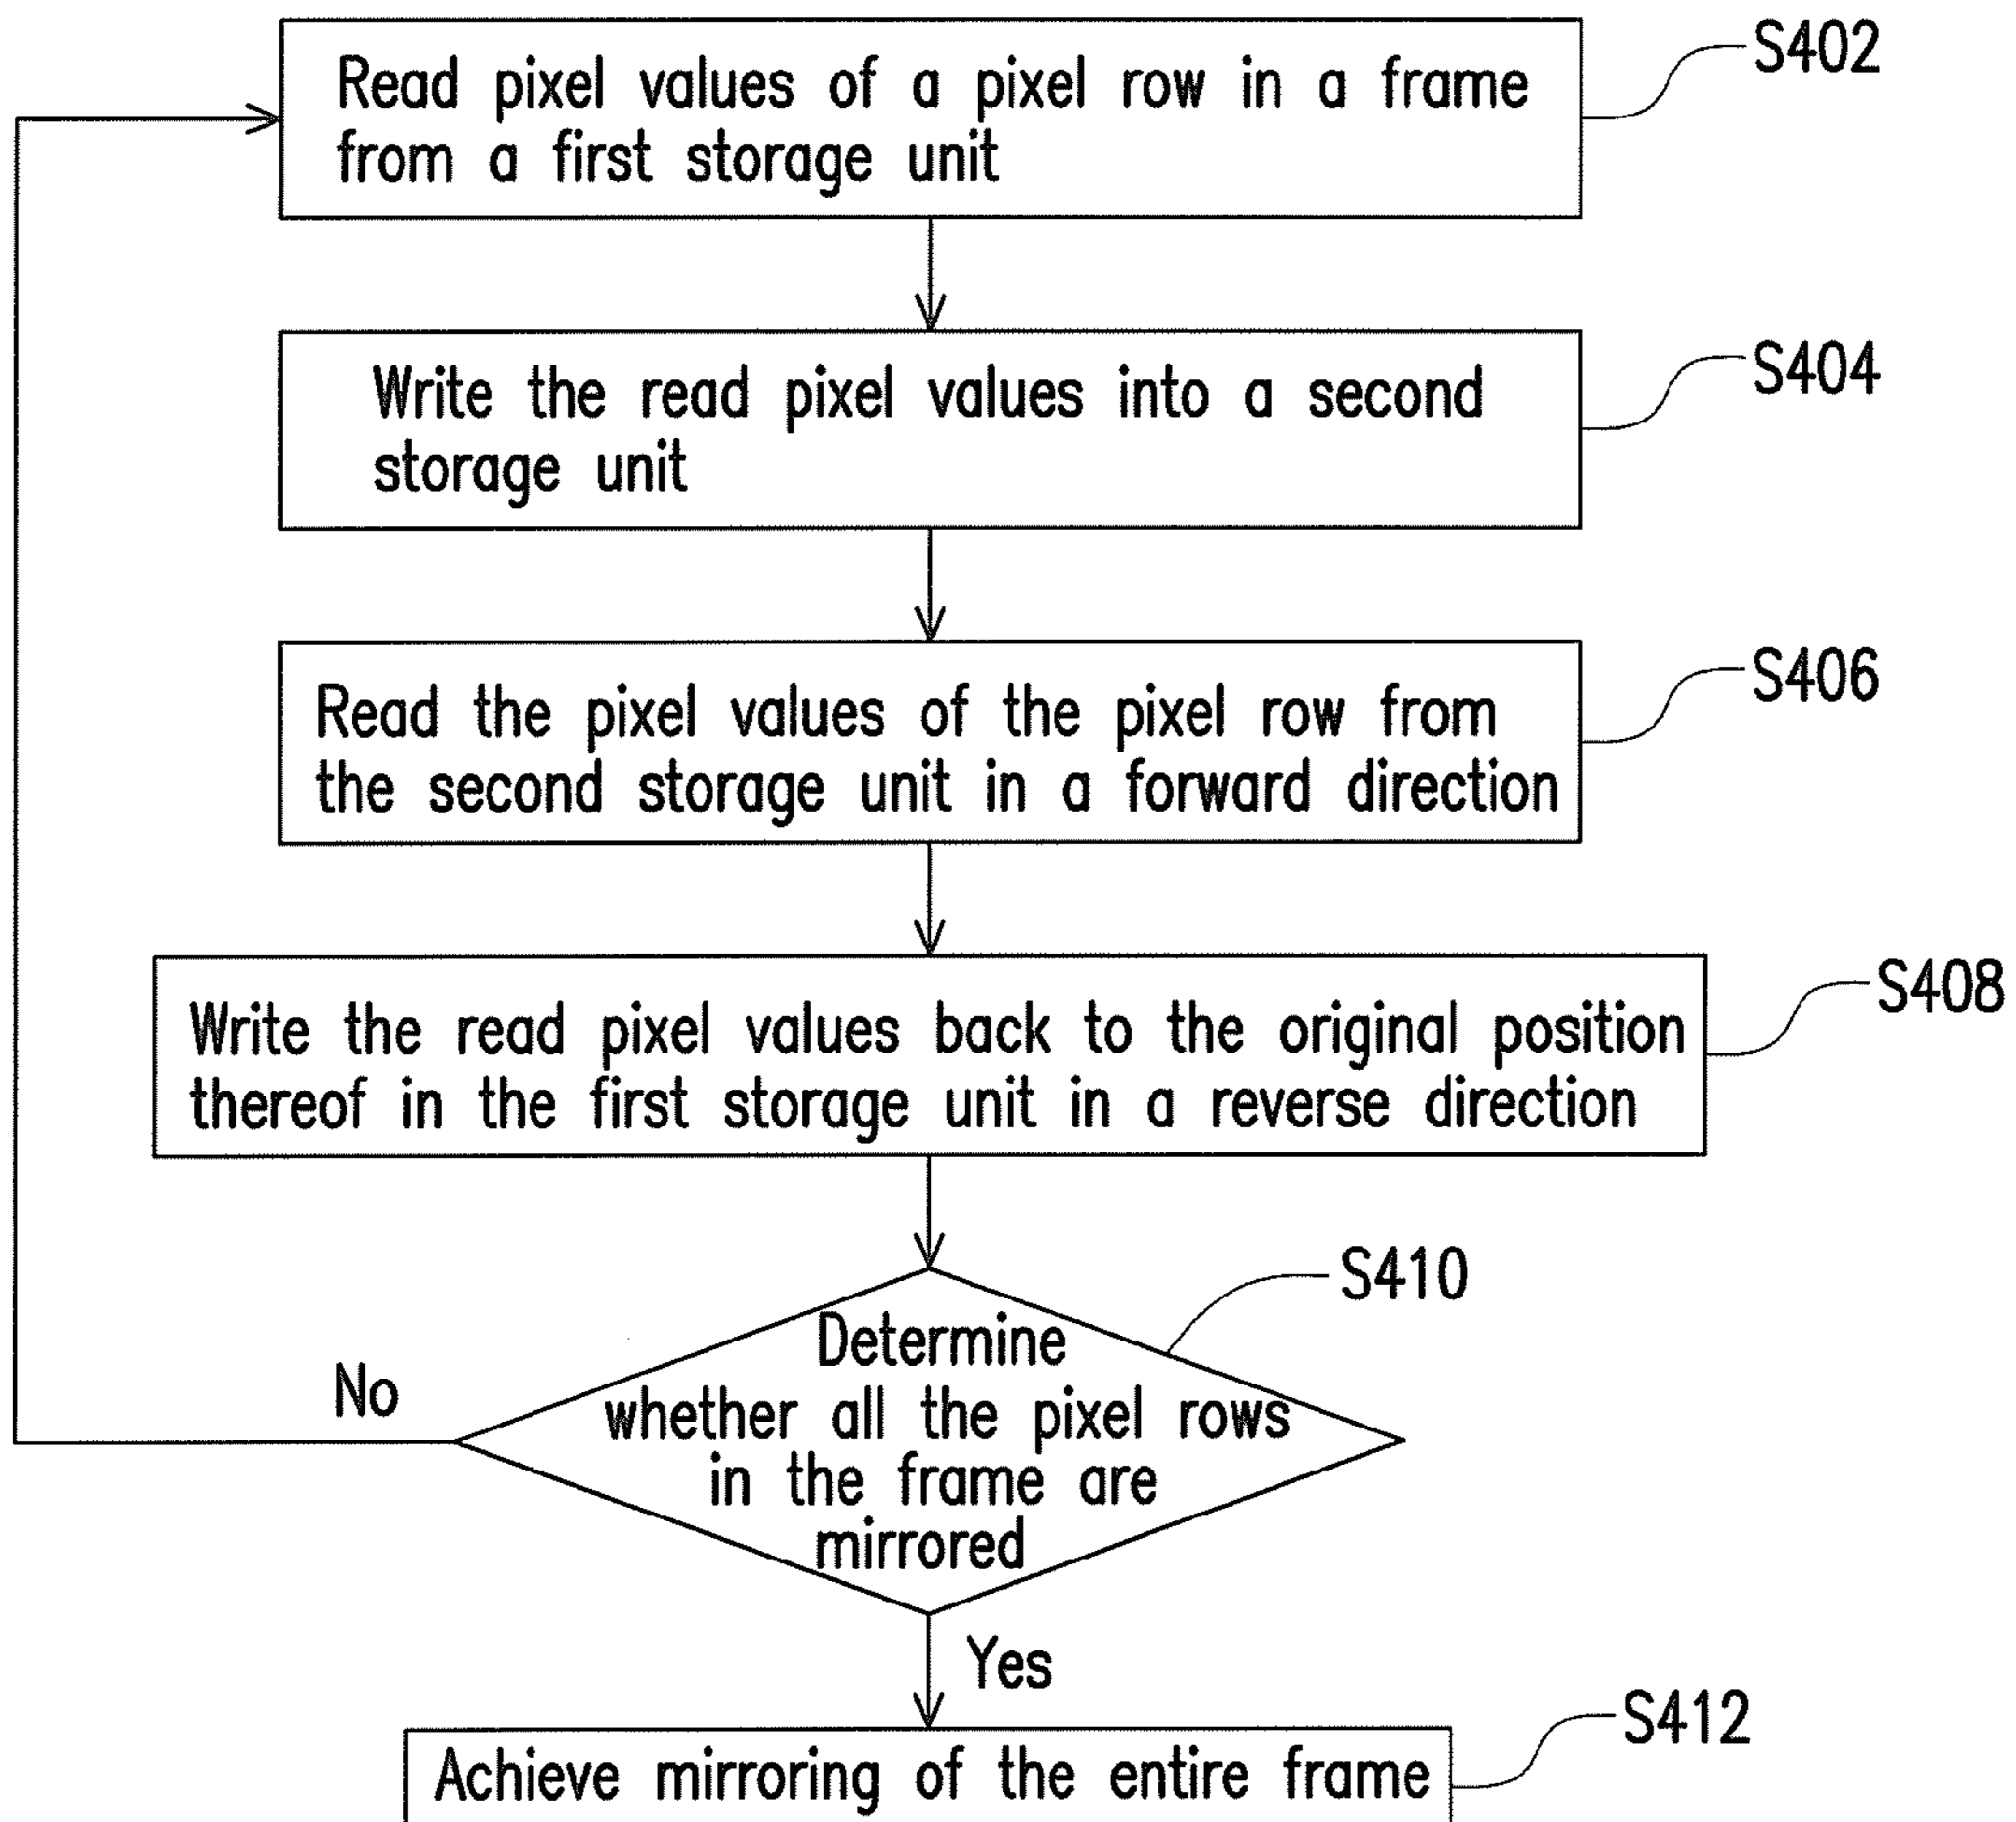 Read pixel values of a pixel row in a frame
from a first storage unit
S402
Write the read pixel values into a second
storage unit
S404
Read the pixel values of the pixel row from
the second storage unit in a forward direction
S406
Write the read pixel values back to the original position
thereof in the first storage unit in a reverse direction
S408
S410
Determine
whether all the pixel rows
in the frame are
mirrored
No
Yes
Achieve mirroring of the entire frame
S412